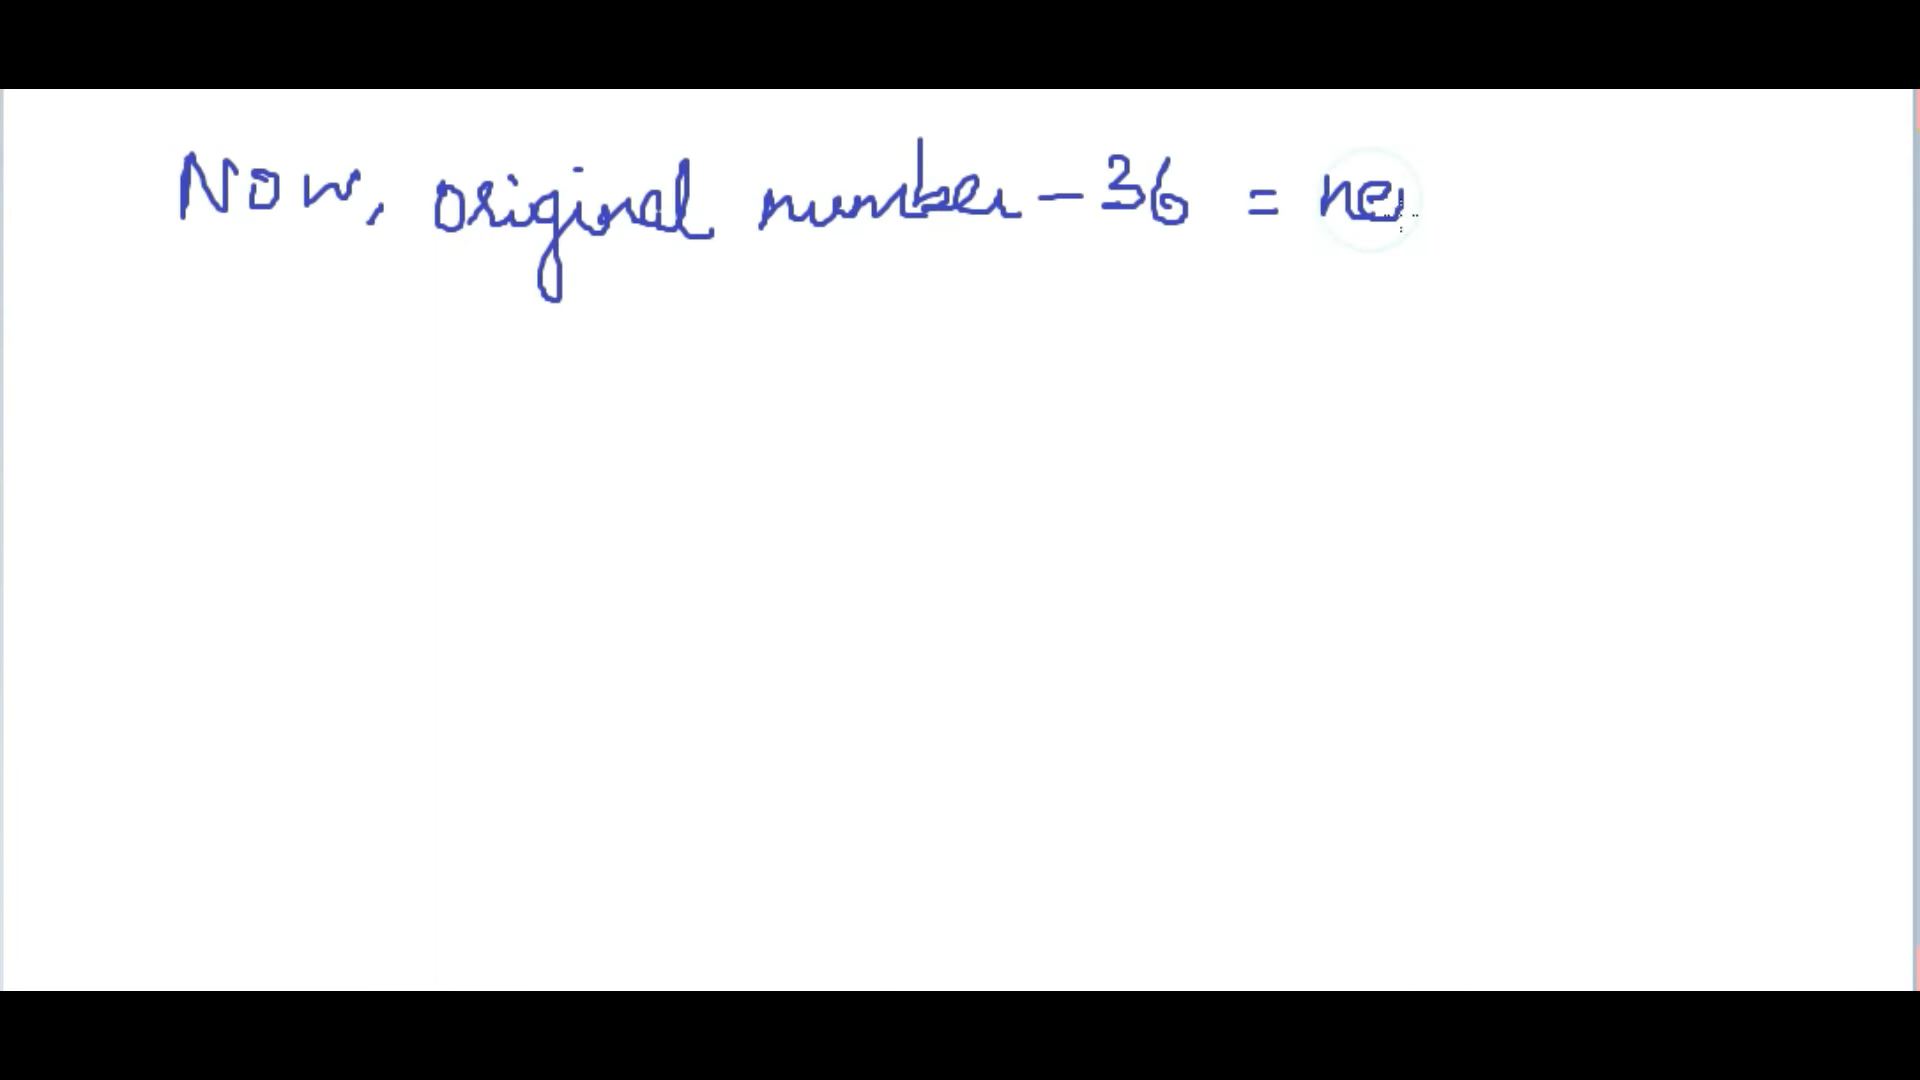 Now, original number - 36 = ne